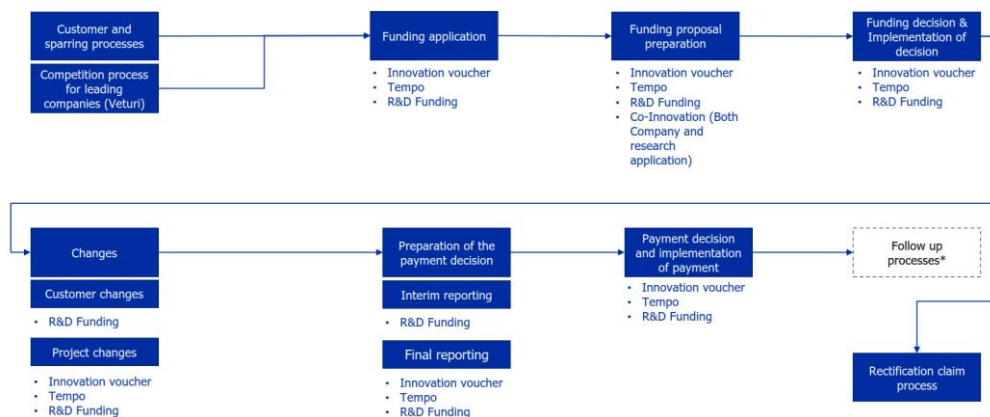 Customer and
sparring processes
Competition process
for leading
companies (Veturi)
Funding application
• Innovation voucher
• Tempo
• R&D Funding
Funding proposal
preparation
• Innovation voucher
• Tempo
• R&D Funding
• Co-Innovation (Both
Company and
research
application)
Funding decision &
Implementation of
decision
• Innovation voucher
• Tempo
• R&D Funding
Changes
Customer changes
• R&D Funding
Project changes
• Innovation voucher
• Tempo
• R&D Funding
Preparation of the
payment decision
Interim reporting
• R&D Funding
Final reporting
• Innovation voucher
• Tempo
• R&D Funding
Payment decision
and implementation
of payment
• Innovation voucher
• Tempo
• R&D Funding
Follow up
processes*
Rectification claim
process